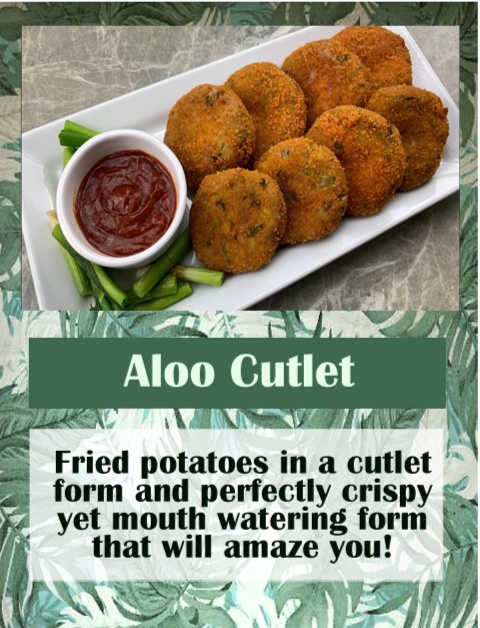 Aloo Cutlet
Fried potatoes in a cutlet
form and perfectly crispy
yet mouth watering form
that will amaze you!